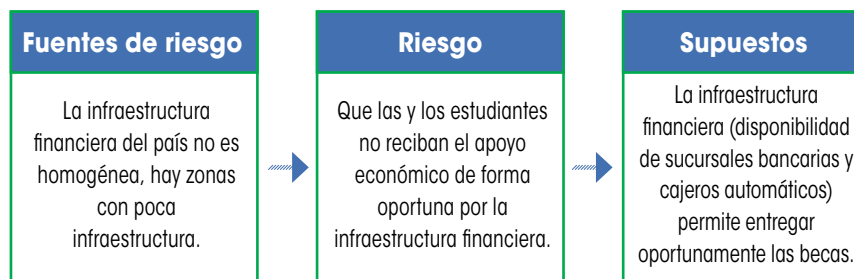 Fuentes de riesgo
La infraestructura
financiera del país no es
homogénea, hay zonas
con poca
infraestructura.
Riesgo
Que las y los estudiantes
no reciban el apoyo
económico de forma
oportuna por la
infraestructura financiera.
Supuestos
La infraestructura
financiera (disponibilidad
de sucursales bancarias y
cajeros automáticos)
permite entregar
oportunamente las becas.